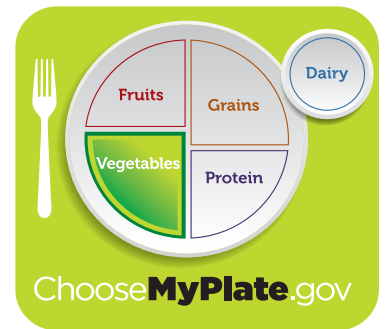 Dairy
Fruits
Grains
Vegetables
Protein
ChooseMyPlate.gov